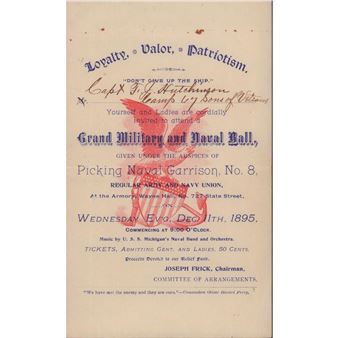 Loyalty, * Valor, * Patriotism.
"DON'T GIVE UP THE SHIP."
Capt F. J. Hutchinson
Camp 67 Sons of Veterans
Yourself and Ladies are cordially
invited to attend a
Grand Military and Naval Ball,
GIVEN UNDER THE AUSPICES OF
Picking Naval Garrison, No. 8,
REGULAR ARMY AND NAVY UNION,
At the Armory, Wayne Hall, No. 727 State Street,
ON
WEDNESDAY EV'G, DEC. 11th, 1895,
COMMENCING AT 9:00 O'CLOCK.
Music by U. S. S. Michigan's Naval Band and Orchestra.
TICKETS, ADMITTING GENT. AND LADIES, 50 CENTS.
Proceeds Devoted to our Relief Fund.
JOSEPH FRICK, Chairman,
COMMITTEE OF ARRANGEMENTS.
"We have met the enemy and they are ours."—Commodore Oliver Hazard Perry.